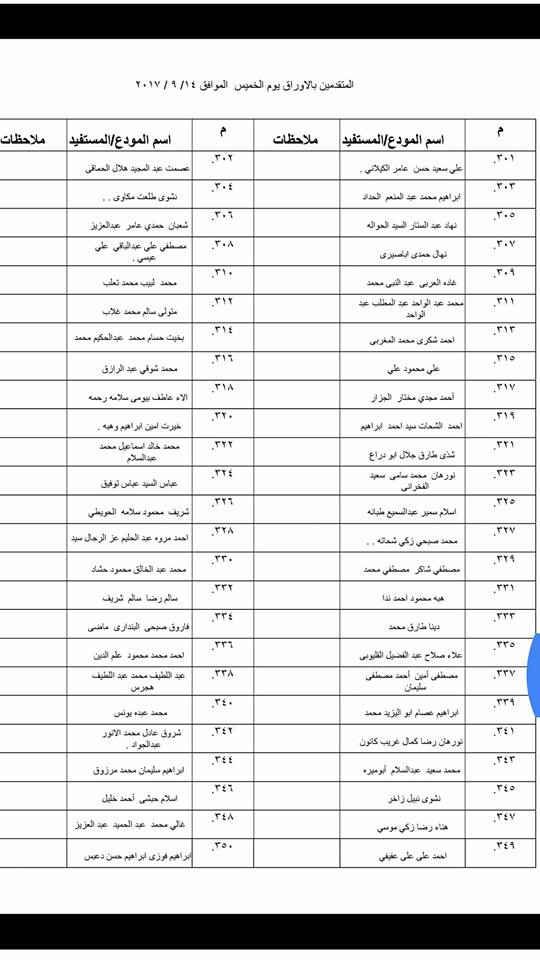 المتقدمين بالاوراق يوم الخميس الموافق ١٤/ ٩ / ٢٠١٧
م اسم المودع/المستفيد ملاحظات م اسم المودع/المستفيد ملاحظات
٣٠١. علي سعيد حسن عامر الكيلاني . ٣٠٢. عصمت عبد المجيد هلال الحماقى
٣٠٣. ابراهيم محمد عبد المنعم الحداد ٣٠٤. نشوى طلعت مكاوى . .
٣٠٥. نهاد عبد الستار السيد الحواله ٣٠٦. شعبان حمدي عامر عبدالعزيز
٣٠٧. نهال حمدى اباصيرى ٣٠٨. مصطفي علي عبدالباقي علي
عيسي .
٣٠٩. غاده العربى عبد النبى محمد ٣١٠. محمد لبيب محمد تعلب
٣١١. محمد عبد الواحد عبد المطلب عبد
الواحد ٣١٢. متولى سالم محمد غلاب
٣١٣. احمد شكرى محمد المغربى ٣١٤. بخيت حسام محمد عبدالحكيم محمد
٣١٥. علي محمود علي ٣١٦. محمد شوقي عبد الرازق
٣١٧. أحمد مجدي مختار الجزار ٣١٨. الاء عاطف بيومى سلامه رحمه
٣١٩. احمد الشحات سيد احمد ابراهيم ٣٢٠. خيرت امين ابراهيم وهبه .
٣٢١. شذى طارق جلال ابو دراع ٣٢٢. محمد خالد اسماعيل محمد
عبدالسلام
٣٢٣. نورهان محمد سامى سعيد
الفخرانى ٣٢٤. عباس السيد عباس توفيق
٣٢٥. اسلام سمير عبدالسميع طبانه ٣٢٦. شريف محمود سلامه الحويطي
٣٢٧. محمد صبحي زكي شحاته . . ٣٢٨. احمد مروه عبد الحليم عز الرجال سيد
٣٢٩. مصطفي شاكر مصطفي محمد ٣٣٠. محمد عبد الخالق محمود حشاد
٣٣١. هبه محمود احمد ندا ٣٣٢. سالم رضا سالم شريف
٣٣٣. دينا طارق محمد ٣٣٤. فاروق صبحى البندارى ماضى
٣٣٥. علاء صلاح عبد الفضيل القليوبى ٣٣٦. احمد محمد محمود علم الدين
٣٣٧. مصطفى أمين أحمد مصطفى
سليمان ٣٣٨. عبد اللطيف محمد عبد اللطيف
هجرس
٣٣٩. ابراهيم عصام ابو اليزيد محمد ٣٤٠. محمد عبده يونس
٣٤١. نورهان رضا كمال غريب كانون ٣٤٢. شروق عادل محمد الانور
عبدالجواد .
٣٤٣. محمد سعيد عبدالسلام أبوميره ٣٤٤. ابراهيم سليمان محمد مرزوق
٣٤٥. نشوى نبيل زاخر ٣٤٦. اسلام حبشى أحمد خليل
٣٤٧. هناء رضا زكي موسي ٣٤٨. غالي محمد عبد الحميد عبد العزيز
٣٤٩. احمد على على عفيفي ٣٥٠. ابراهيم فوزى ابراهيم حسن دعبس